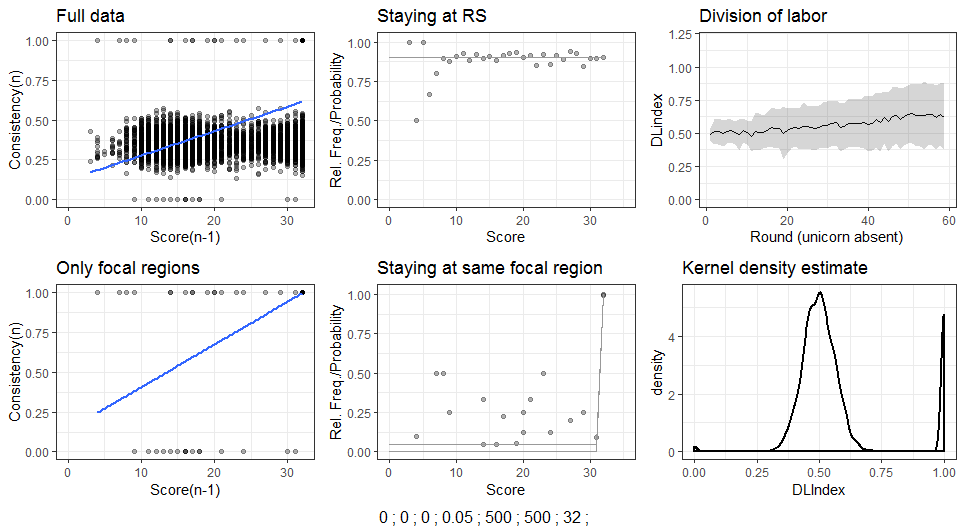 Full data
Consistency(n)
1.00
0.75
0.50
0.25
0.00
0 10 20 30
Score(n-1)
Staying at RS
Rel. Freq./Probability
1.00
0.75
0.50
0.25
0.00
0 10 20 30
Score
Division of labor
DLindex
1.25
1.00
0.75
0.50
0.25
0.00
0 20 40 60
Round (unicorn absent)
Only focal regions
Consistency(n)
1.00
0.75
0.50
0.25
0.00
0 10 20 30
Score(n-1)
Staying at same focal region
Rel. Freq./Probability
1.00
0.75
0.50
0.25
0.00
0 10 20 30
Score
Kernel density estimate
density
4
2
0
0.00 0.25 0.50 0.75 1.00
DLIndex
0 ; 0 ; 0 ; 0.05 ; 500 ; 500 ; 32 ;